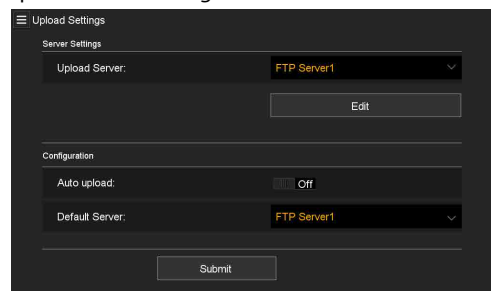 Upload Settings
Server Settings
Upload Server: FTP Server1
Edit
Configuration
Auto upload: Off
Default Server: FTP Server1
Submit